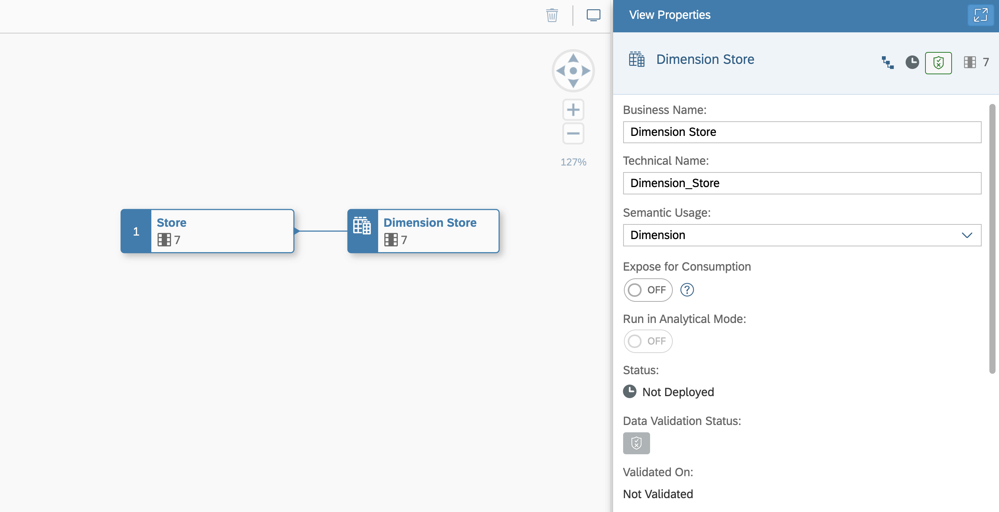 View Properties
Dimension Store
7
Business Name:
Dimension Store
Technical Name:
Dimension_Store
Semantic Usage:
Dimension
Expose for Consumption
OFF ?
Run in Analytical Mode:
OFF
Status:
Not Deployed
Data Validation Status:
Validated On:
Not Validated
127%
1
Store
7
Dimension Store
7